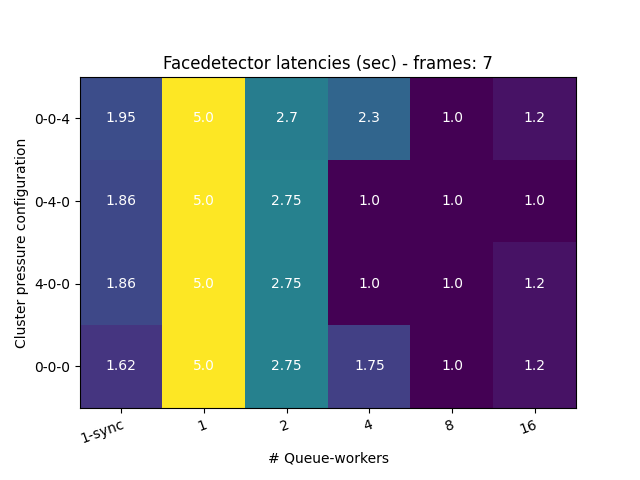 Facedetector latencies (sec) - frames: 7
Cluster pressure configuration
0-0-4 1.95 5.0 2.7 2.3 1.0 1.2
0-4-0 1.86 5.0 2.75 1.0 1.0 1.0
4-0-0 1.86 5.0 2.75 1.0 1.0 1.2
0-0-0 1.62 5.0 2.75 1.75 1.0 1.2
1-sync 1 2 4 8 16
# Queue-workers